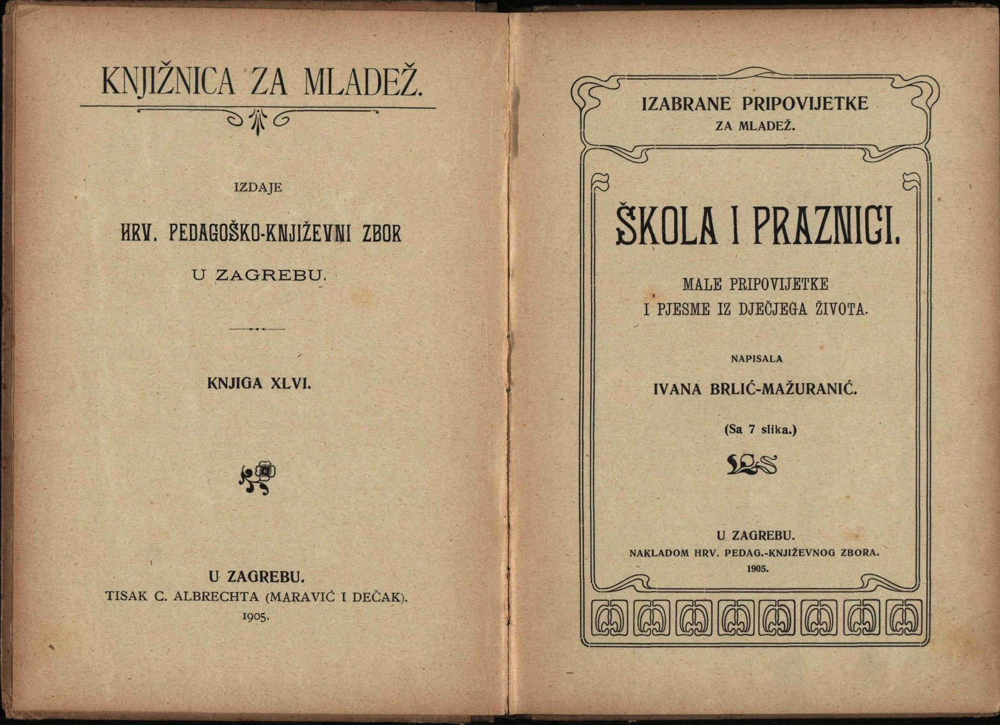 KNJIŽNICA ZA MLADEŽ.
IZDAJE
HRV. PEDAGOŠKO-KNJIŽEVNI ZBOR
U ZAGREBU.
KNJIGA XLVI.
U ZAGREBU.
TISAK C. ALBRECHTA (MARAVIĆ I DEČAK).
1905.
IZABRANE PRIPOVIJETKE
ZA MLADEŽ.
ŠKOLA I PRAZNICI.
MALE PRIPOVIJETKE
I PJESME IZ DJEČJEGA ŽIVOTA.
NAPISALA
IVANA BRLIĆ-MAŽURANIĆ.
(Sa 7 slika.)
U ZAGREBU.
NAKLADOM HRV. PEDAG.-KNJIŽEVNOG ZBORA.
1905.